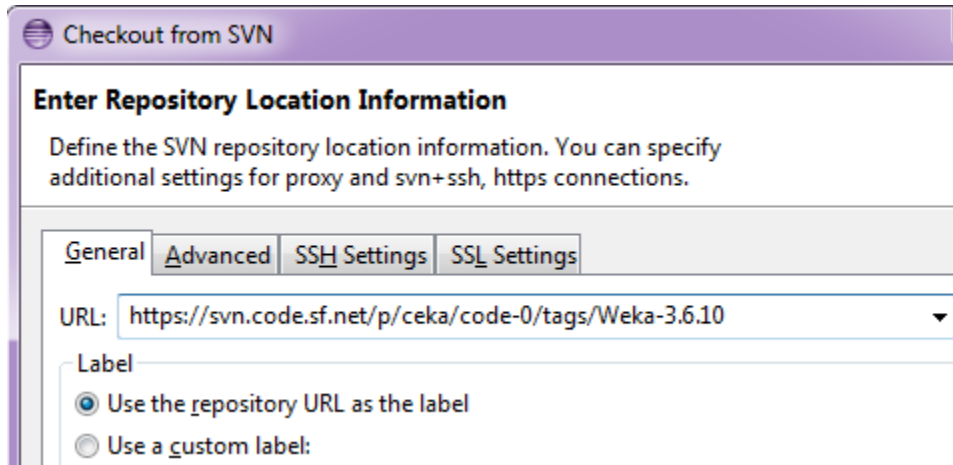 Checkout from SVN
Enter Repository Location Information
Define the SVN repository location information. You can specify
additional settings for proxy and svn+ssh, https connections.
General Advanced SSH Settings SSL Settings
URL: https://svn.code.sf.net/p/ceka/code-0/tags/Weka-3.6.10
Label
Use the repository URL as the label
Use a custom label: